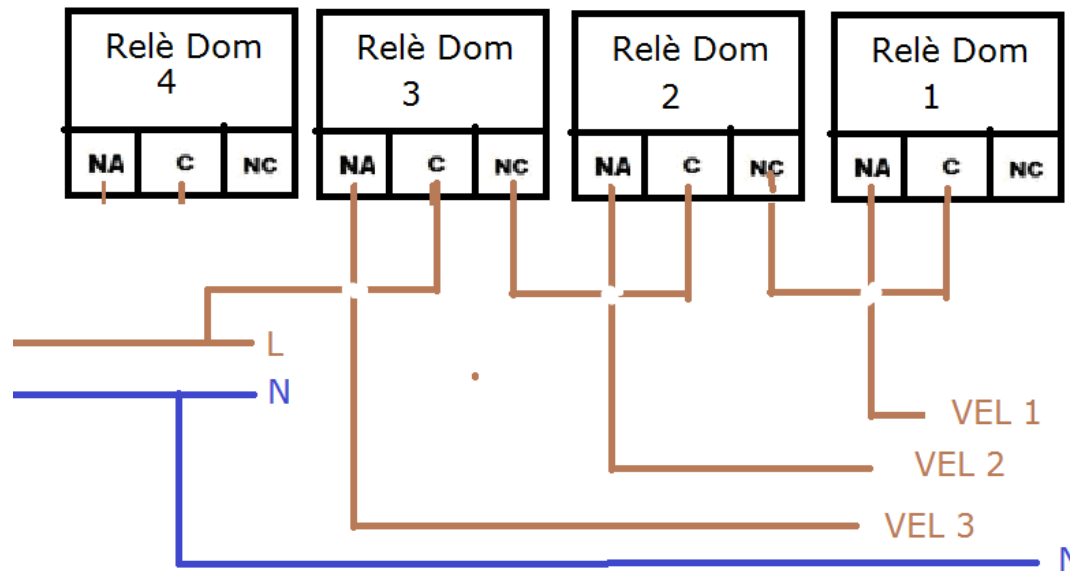 Relè Dom
4
NA C NC
Relè Dom
3
NA C NC
Relè Dom
2
NA C NC
Relè Dom
1
NA C NC
L
N
VEL 1
VEL 2
VEL 3
N